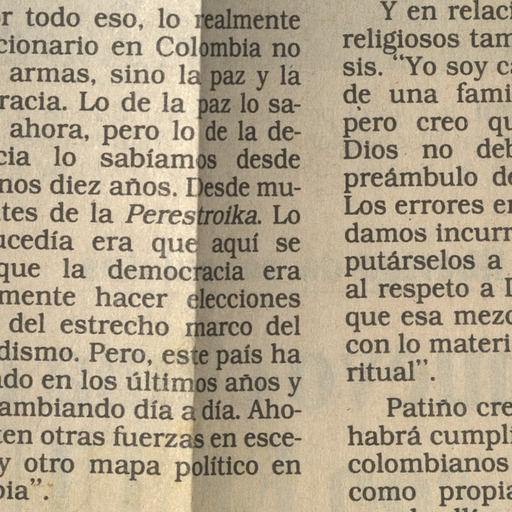 r todo eso, lo realmente
cionario en Colombia no
armas, sino la paz y la
racia. Lo de la paz lo sa-
ahora, pero lo de la de-
cia lo sabíamos desde
nos diez años. Desde mu-
tes de la Perestroika. Lo
ucedía era que aquí se
que la democracia era
mente hacer elecciones
del estrecho marco del
dismo. Pero, este país ha
do en los últimos años y
ambiando día a día. Aho-
ten otras fuerzas en esce-
y otro mapa político en
bia".
Y en relaci
religiosos tam
sis. "Yo soy ca
de una fami
pero creo qu
Dios no deb
preámbulo de
Los errores en
damos incurr
putárselos a
al respeto a D
que esa mezc
con lo materi
ritual".
Patiño cre
habrá cumpli
colombianos
como propia